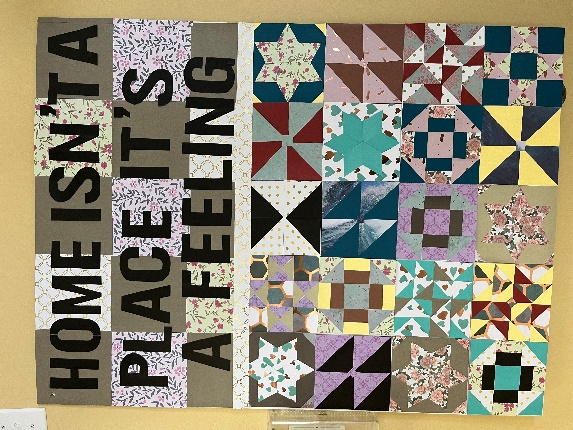 HOME ISN'T A
PLACE IT'S
A FEELING